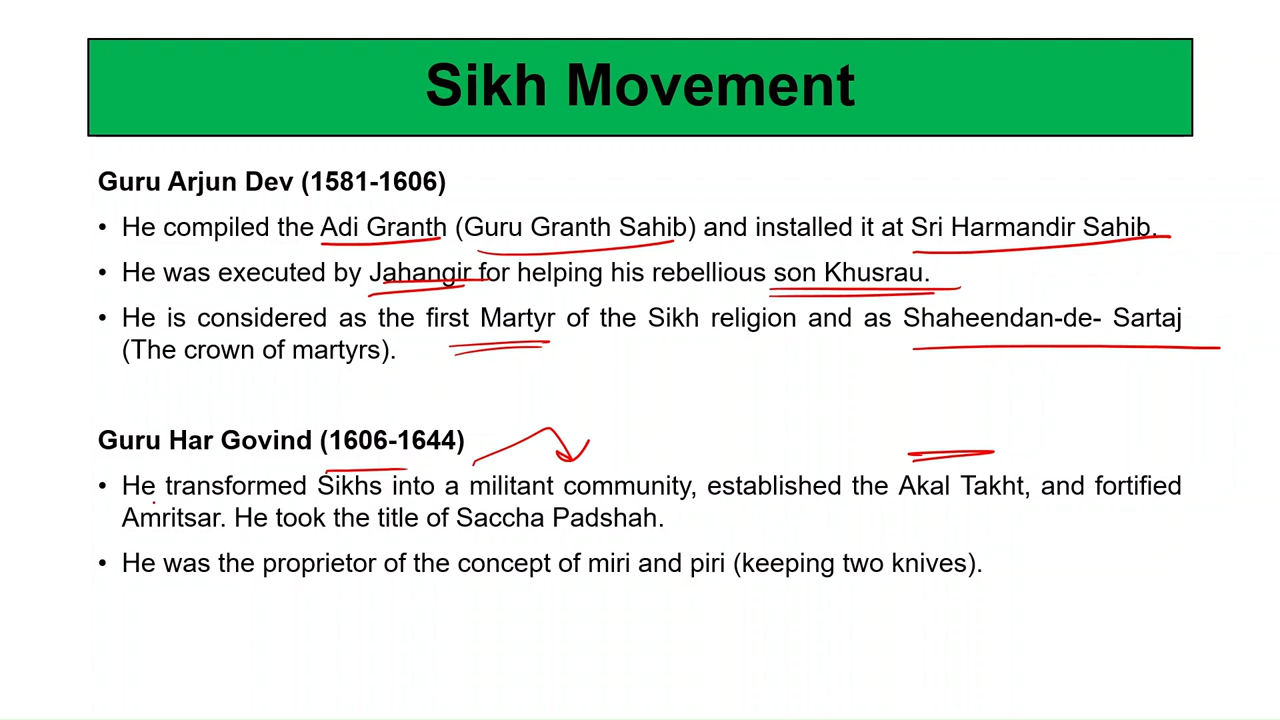 Sikh Movement
Guru Arjun Dev (1581-1606)
• He compiled the Adi Granth (Guru Granth Sahib) and installed it at Sri Harmandir Sahib.
• He was executed by Jahangir for helping his rebellious son Khusrau.
• He is considered as the first Martyr of the Sikh religion and as Shaheendan-de- Sartaj
(The crown of martyrs).
Guru Har Govind (1606-1644)
• He transformed Sikhs into a militant community, established the Akal Takht, and fortified
Amritsar. He took the title of Saccha Padshah.
• He was the proprietor of the concept of miri and piri (keeping two knives).